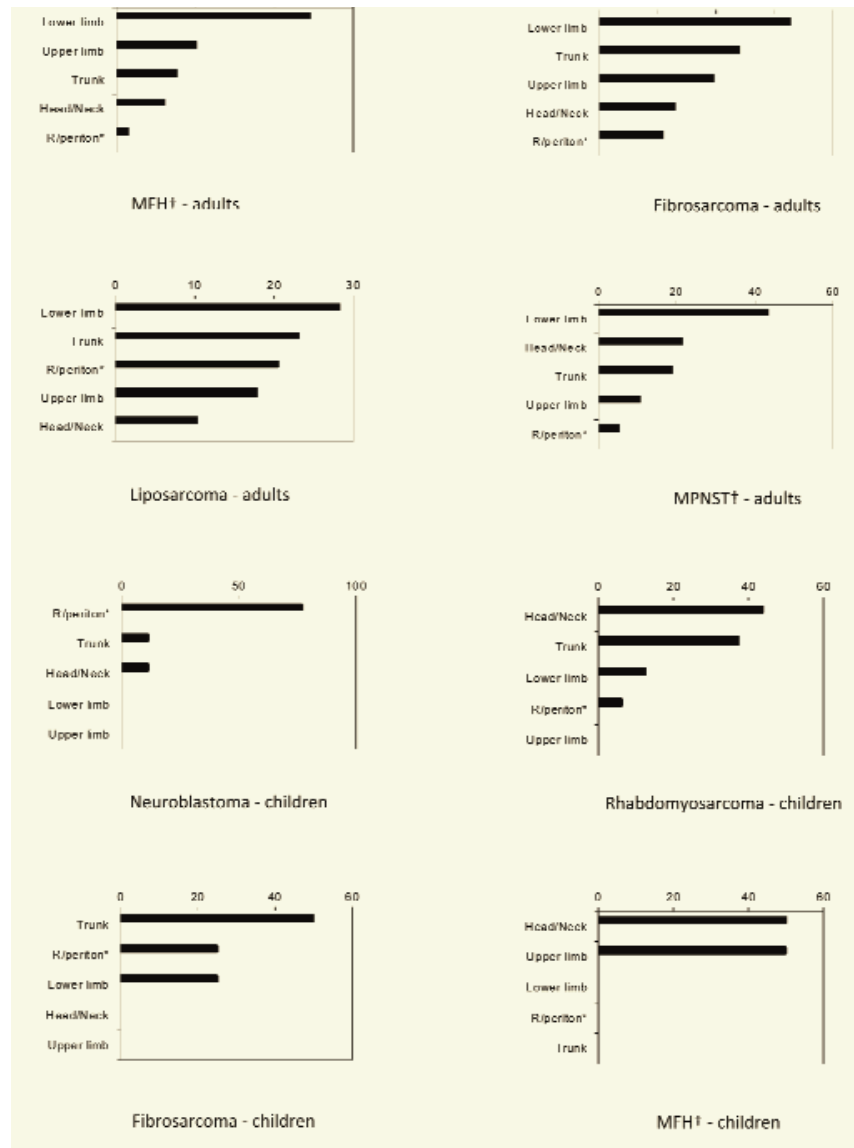 Lower limb
Upper limb
Trunk
Head/Neck
R/periton*
MFH† - adults
Lower limb
Trunk
Upper limb
Head/Neck
R/periton*
Fibrosarcoma - adults
0 10 20 30
Lower limb
Trunk
R/periton*
Upper limb
Head/Neck
Liposarcoma - adults
0 20 40 60
Lower limb
Head/Neck
Trunk
Upper limb
R/periton*
MPNST† - adults
0 50 100
R/periton*
Trunk
Head/Neck
Lower limb
Upper limb
Neuroblastoma - children
0 20 40 60
Head/Neck
Trunk
Lower limb
R/periton*
Upper limb
Rhabdomyosarcoma - children
0 20 40 60
Trunk
R/periton*
Lower limb
Head/Neck
Upper limb
Fibrosarcoma - children
0 20 40 60
Head/Neck
Upper limb
Lower limb
R/periton*
Trunk
MFH† - children